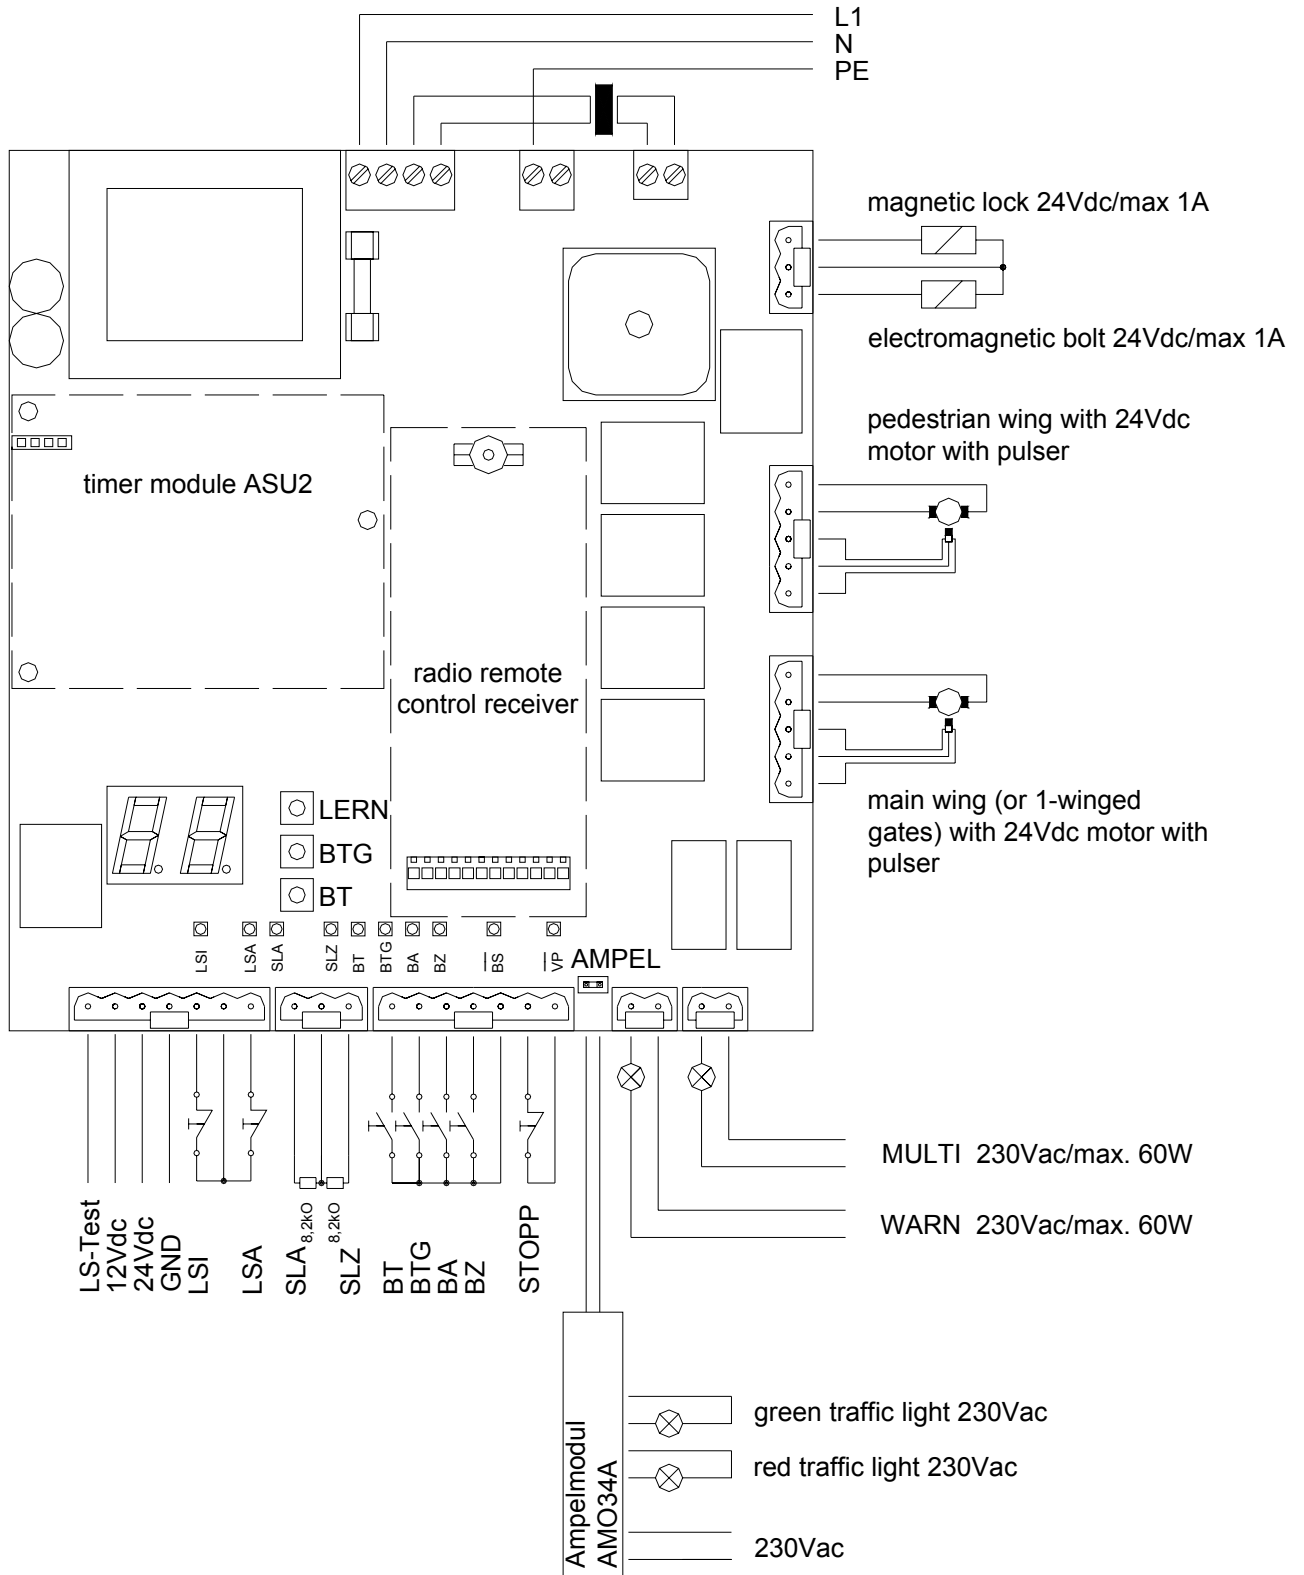 L1
N
PE
magnetic lock 24Vdc/max 1A
electromagnetic bolt 24Vdc/max 1A
pedestrian wing with 24Vdc
motor with pulser
timer module ASU2
radio remote
control receiver
main wing (or 1-winged
gates) with 24Vdc motor with
pulser
LERN
BTG
BT
LSI
LSA
SLA
SLZ
BT
BTG
BA
BZ
BS
VP
AMPEL
MULTI 230Vac/max. 60W
WARN 230Vac/max. 60W
LS-Test
12Vdc
24Vdc
GND
LSI
LSA
SLA
8,2kO
8,2kO
SLZ
BT
BTG
BA
BZ
STOPP
Ampelmodul
AMO34A
green traffic light 230Vac
red traffic light 230Vac
230Vac